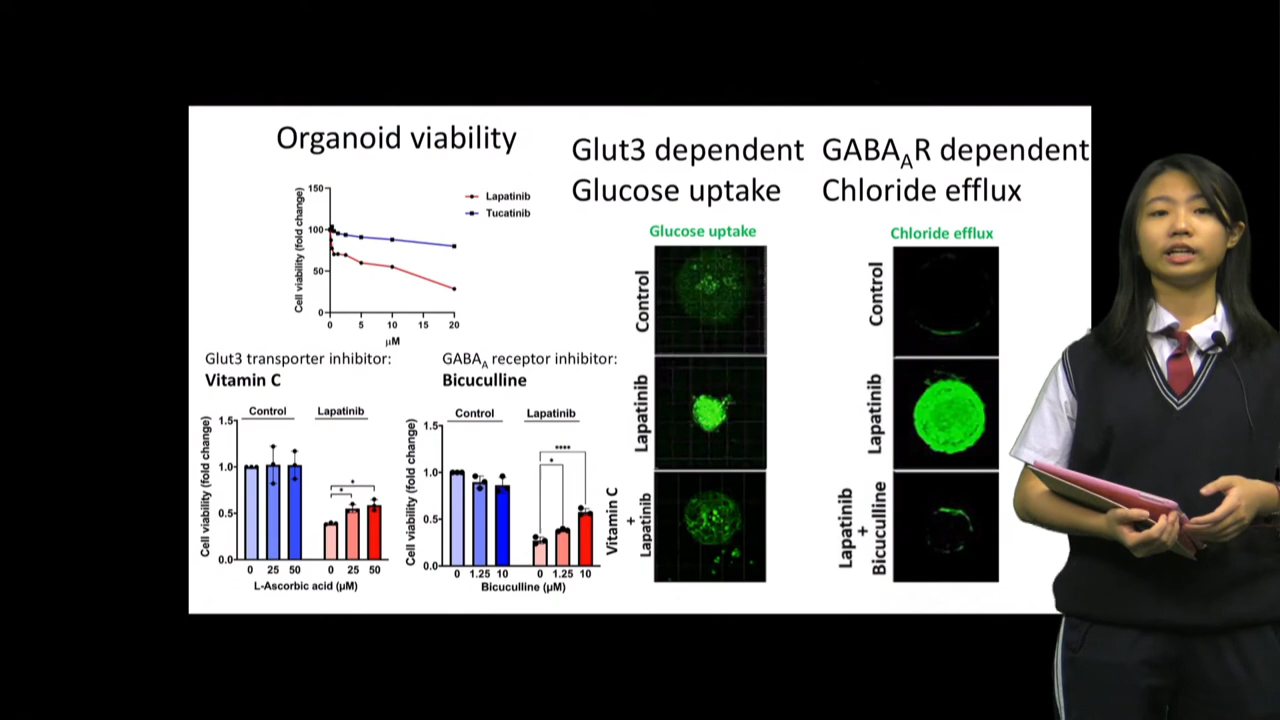 Organoid viability
150
100
50
0
Cell viability (fold change)
0 5 10 15 20
μM
Lapatinib
Tucatinib
Glut3 transporter inhibitor:
Vitamin C
Control Lapatinib
1.5
1.0
0.5
0.0
Cell viability (fold change)
* *
0 25 50 0 25 50
L-Ascorbic acid (μM)
GABAA receptor inhibitor:
Bicuculline
Control Lapatinib
1.5
1.0
0.5
0.0
Cell viability (fold change)
****
*
0 1.25 10 0 1.25 10
Bicuculline (μM)
Glut3 dependent
Glucose uptake
Glucose uptake
Control
Lapatinib
Vitamin C
+
Lapatinib
GABAAR dependent
Chloride efflux
Chloride efflux
Control
Lapatinib
Lapatinib
+
Bicuculline